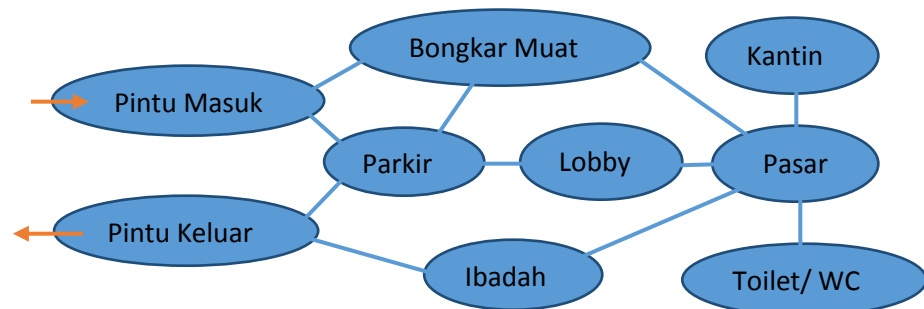 Bongkar Muat
Kantin
Pintu Masuk
Parkir
Lobby
Pasar
Pintu Keluar
Ibadah
Toilet/ WC